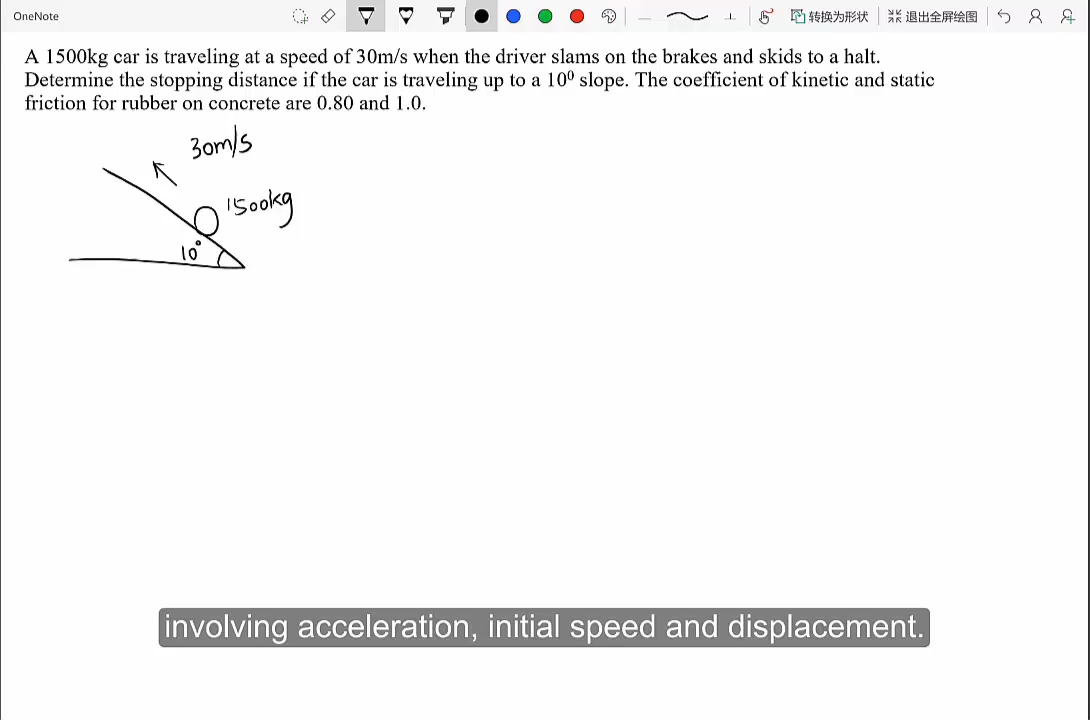 OneNote
转换为形状
退出全屏绘图
A 1500kg car is traveling at a speed of 30m/s when the driver slams on the brakes and skids to a halt.
Determine the stopping distance if the car is traveling up to a 10⁰ slope. The coefficient of kinetic and static
friction for rubber on concrete are 0.80 and 1.0.
30m/s
1500kg
10°
involving acceleration, initial speed and displacement.